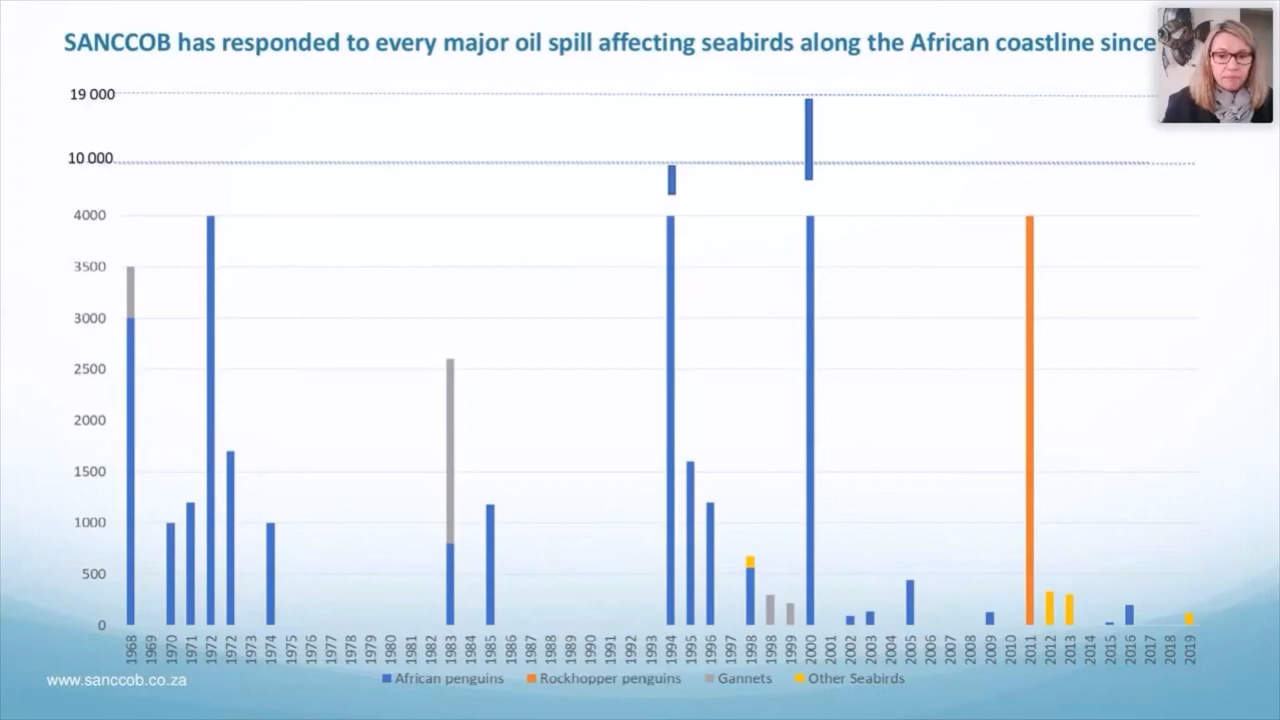 SANCCOB has responded to every major oil spill affecting seabirds along the African coastline since
19 000
10 000
4000
3500
3000
2500
2000
1500
1000
500
0
1968 1969 1970 1971 1972 1972 1973 1974 1975 1976 1977 1978 1979 1980 1981 1982 1983 1984 1985 1986 1987 1988 1989 1990 1991 1992 1993 1994 1995 1996 1997 1998 1998 1999 2000 2001 2002 2003 2004 2005 2006 2007 2008 2009 2010 2011 2012 2013 2014 2015 2016 2017 2018 2019
African penguins Rockhopper penguins Gannets Other Seabirds
www.sanccob.co.za